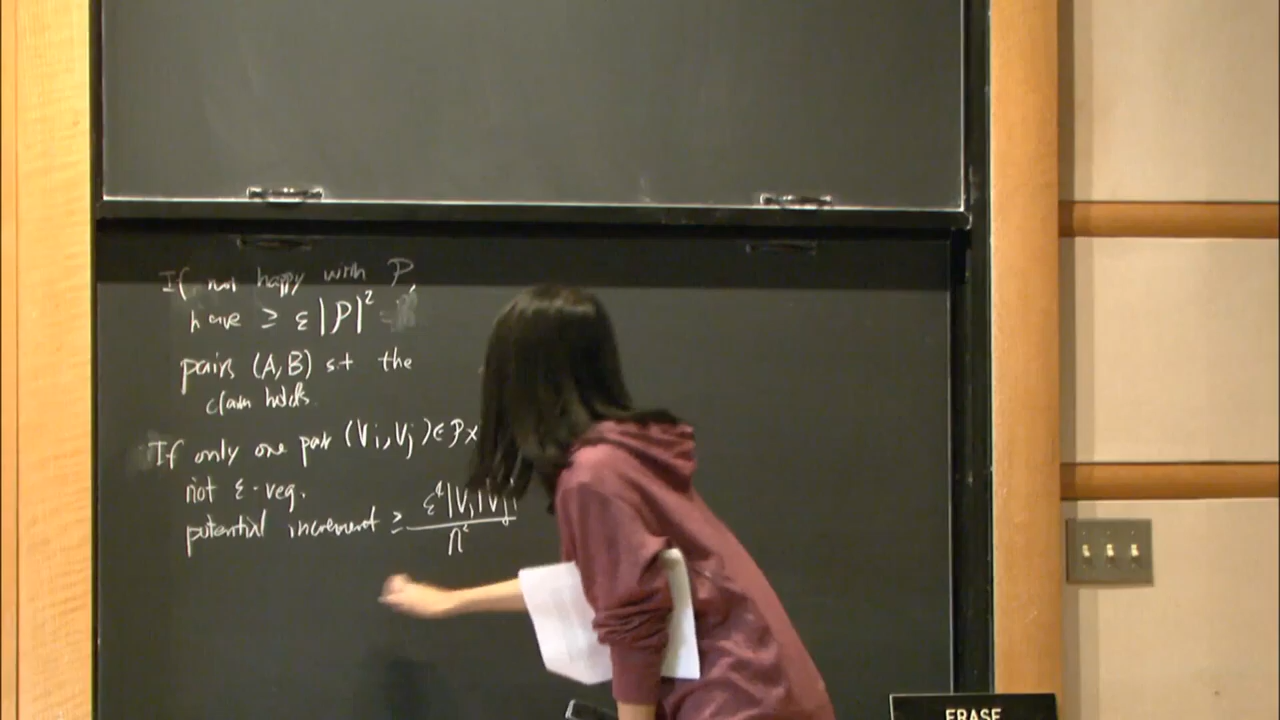 If not happy with P,
have ≥ ε|P|²
pairs (A,B) s.t the
claim holds.
If only one pair (Vi,Vj)∈P×
not ε-reg.
potential increment ≥ ε⁴|Vi||Vj|/n²
ERASE